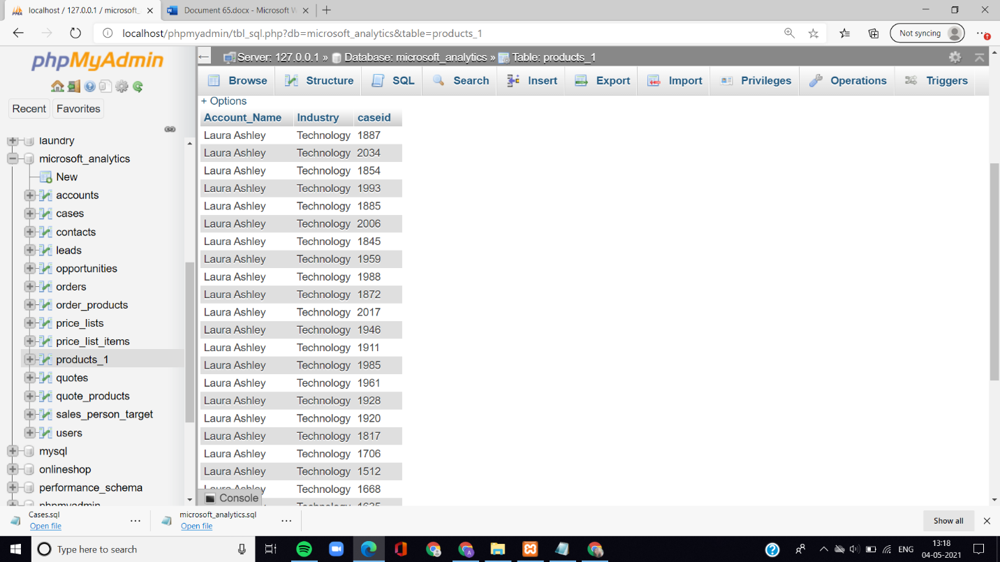 localhost / 127.0.0.1 / microsoft_
Document 65.docx - Microsoft W
localhost/phpmyadmin/tbl_sql.php?db=microsoft_analytics&table=products_1
Not syncing
phpMyAdmin
Recent
Favorites
laundry
microsoft_analytics
New
accounts
cases
contacts
leads
opportunities
orders
order_products
price_lists
price_list_items
products_1
quotes
quote_products
sales_person_target
users
mysql
onlineshop
performance_schema
phpmyadmin
Server: 127.0.0.1 » Database: microsoft_analytics » Table: products_1
Browse Structure SQL Search Insert Export Import Privileges Operations Triggers
+ Options
Account_Name Industry caseid
Laura Ashley Technology 1887
Laura Ashley Technology 2034
Laura Ashley Technology 1854
Laura Ashley Technology 1993
Laura Ashley Technology 1885
Laura Ashley Technology 2006
Laura Ashley Technology 1845
Laura Ashley Technology 1959
Laura Ashley Technology 1988
Laura Ashley Technology 1872
Laura Ashley Technology 2017
Laura Ashley Technology 1946
Laura Ashley Technology 1911
Laura Ashley Technology 1985
Laura Ashley Technology 1961
Laura Ashley Technology 1928
Laura Ashley Technology 1920
Laura Ashley Technology 1817
Laura Ashley Technology 1706
Laura Ashley Technology 1512
Laura Ashley Technology 1668
Console
Technology
Cases.sql
Open file
microsoft_analytics.sql
Open file
Show all
Type here to search
ENG
13:18
04-05-2021